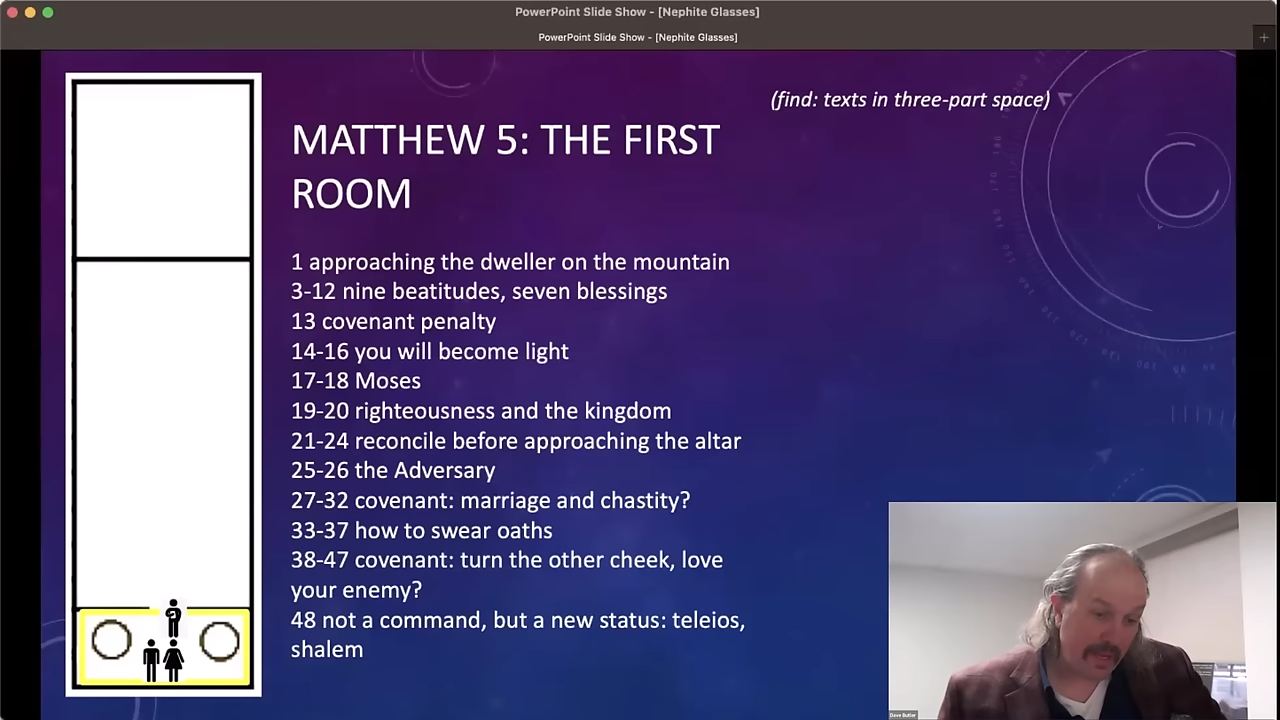 PowerPoint Slide Show - [Nephite Glasses]
PowerPoint Slide Show - [Nephite Glasses]
(find: texts in three-part space)
MATTHEW 5: THE FIRST
ROOM
1 approaching the dweller on the mountain
3-12 nine beatitudes, seven blessings
13 covenant penalty
14-16 you will become light
17-18 Moses
19-20 righteousness and the kingdom
21-24 reconcile before approaching the altar
25-26 the Adversary
27-32 covenant: marriage and chastity?
33-37 how to swear oaths
38-47 covenant: turn the other cheek, love
your enemy?
48 not a command, but a new status: teleios,
shalem
Dave Butler